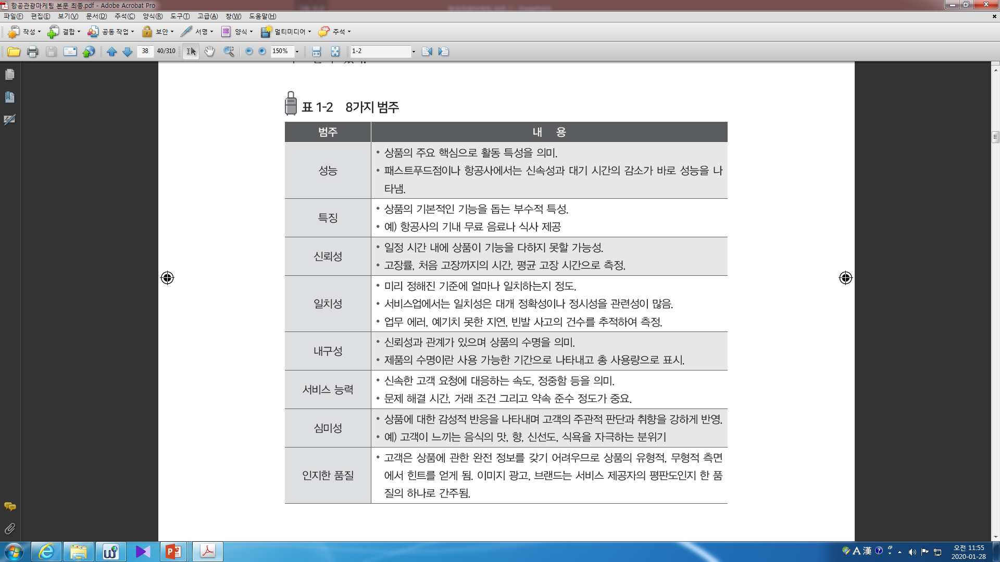 항공관광마케팅 본문 최종.pdf - Adobe Acrobat Pro
파일(F) 편집(E) 보기(V) 문서(D) 주석(C) 양식(R) 도구(T) 고급(A) 창(W) 도움말(H)
작성 결합 공동 작업 보안 서명 양식 멀티미디어 주석
38 40/310 150% 1-2
표 1-2 8가지 범주
범주 내 용
성능
• 상품의 주요 핵심으로 활동 특성을 의미.
• 패스트푸드점이나 항공사에서는 신속성과 대기 시간의 감소가 바로 성능을 나
타냄.
특징
• 상품의 기본적인 기능을 돕는 부수적 특성.
• 예) 항공사의 기내 무료 음료나 식사 제공
신뢰성
• 일정 시간 내에 상품이 기능을 다하지 못할 가능성.
• 고장률, 처음 고장까지의 시간, 평균 고장 시간으로 측정.
일치성
• 미리 정해진 기준에 얼마나 일치하는지 정도.
• 서비스업에서는 일치성은 대개 정확성이나 정시성을 관련성이 많음.
• 업무 에러, 예기치 못한 지연, 빈발 사고의 건수를 추적하여 측정.
내구성
• 신뢰성과 관계가 있으며 상품의 수명을 의미.
• 제품의 수명이란 사용 가능한 기간으로 나타내고 총 사용량으로 표시.
서비스 능력
• 신속한 고객 요청에 대응하는 속도, 정중함 등을 의미.
• 문제 해결 시간, 거래 조건 그리고 약속 준수 정도가 중요.
심미성
• 상품에 대한 감성적 반응을 나타내며 고객의 주관적 판단과 취향을 강하게 반영.
• 예) 고객이 느끼는 음식의 맛, 향, 신선도, 식욕을 자극하는 분위기
인지한 품질
• 고객은 상품에 관한 완전 정보를 갖기 어려우므로 상품의 유형적, 무형적 측면
에서 힌트를 얻게 됨. 이미지 광고, 브랜드는 서비스 제공자의 평판도인지 한 품
질의 하나로 간주됨.
A 漢
오전 11:55
2020-01-28